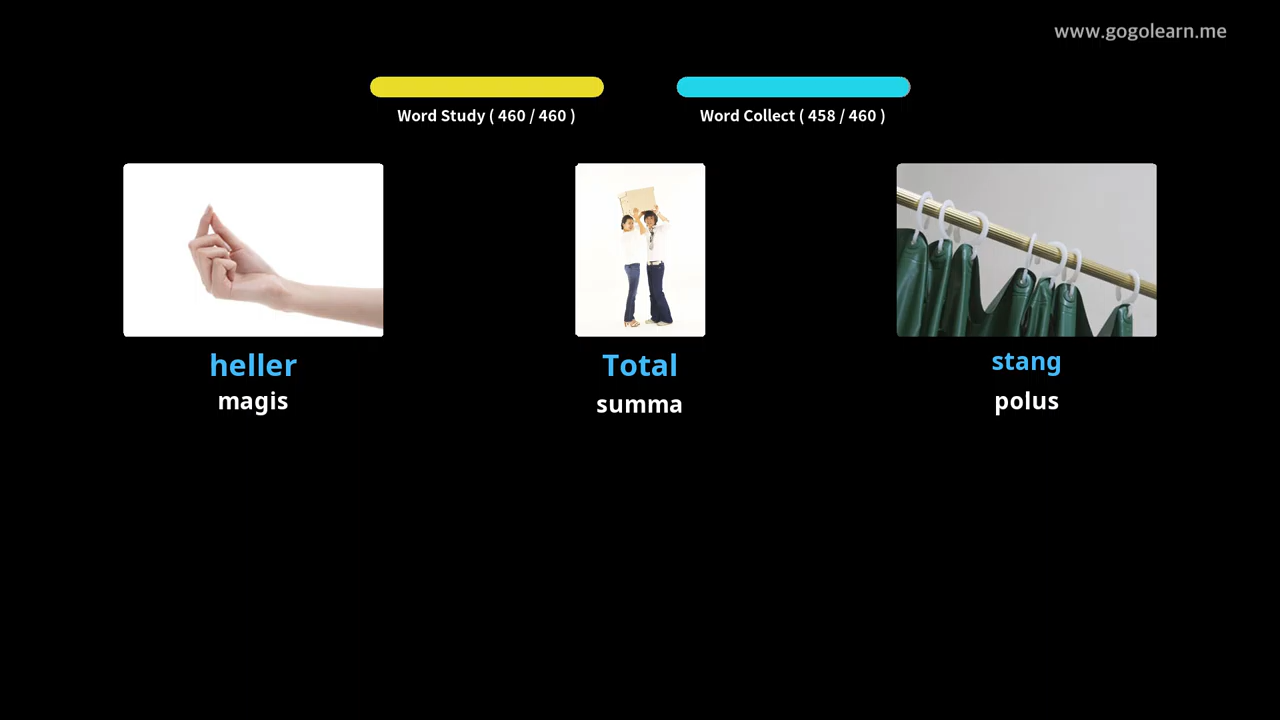 www.gogolearn.me
Word Study ( 460 / 460 )
Word Collect ( 458 / 460 )
heller
magis
Total
summa
stang
polus